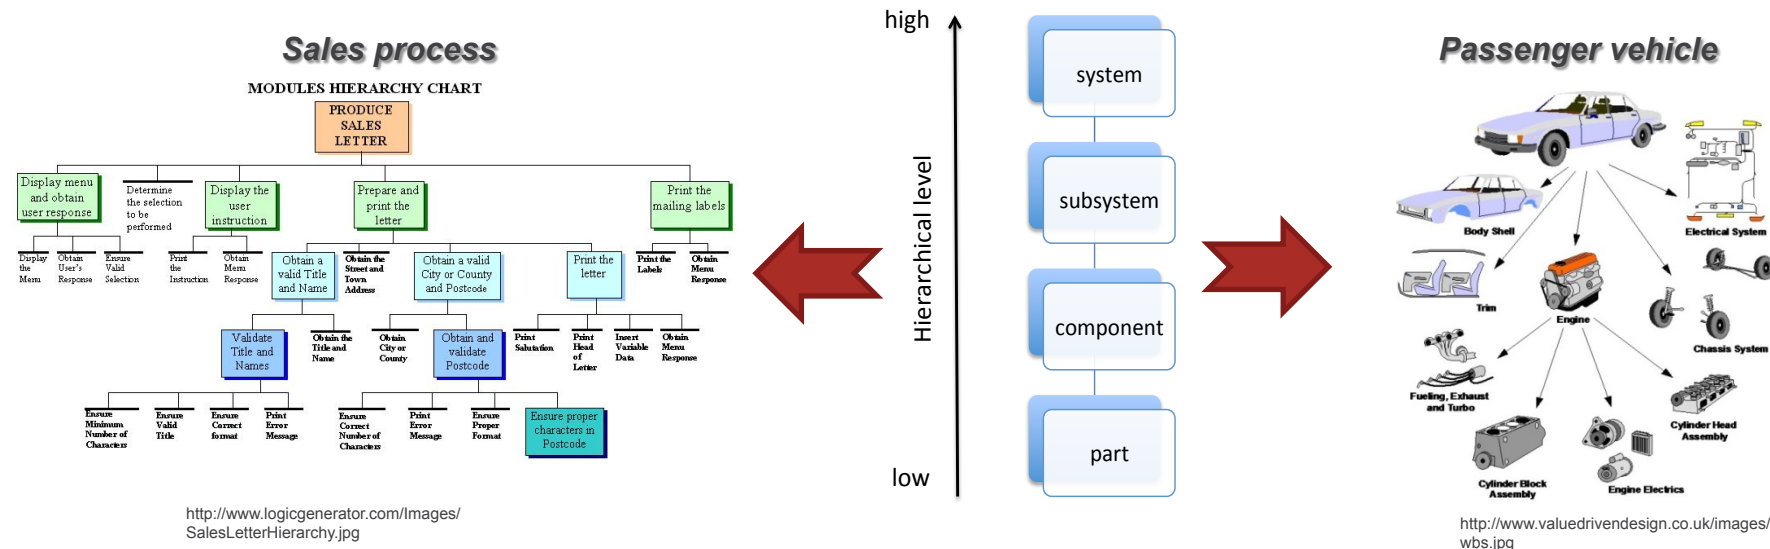 Sales process
MODULES HIERARCHY CHART
PRODUCE
SALES
LETTER
Display menu
and obtain
user response
Determine
the selection
to be
performed
Display the
user
instruction
Prepare and
print the
letter
Print the
mailing labels
Display
the
Menu
Obtain
User's
Response
Ensure
Valid
Selection
Print
the
Instruction
Obtain
Menu
Response
Obtain a
valid Title
and Name
Obtain the
Street and
Town
Address
Obtain a valid
City or County
and Postcode
Print the
letter
Print the
Labels
Obtain
Menu
Response
Validate
Title and
Names
Obtain the
Title and
Name
Obtain
City or
County
Obtain and
validate
Postcode
Print
Salutation
Print
Head
of
Letter
Insert
Variable
Data
Obtain
Menu
Response
Ensure
Minimum
Number of
Characters
Ensure
Valid
Title
Ensure
Correct
format
Print
Error
Message
Ensure
Correct
Number of
Characters
Print
Error
Message
Ensure
Proper
Format
Ensure proper
characters in
Postcode
http://www.logicgenerator.com/Images/
SalesLetterHierarchy.jpg
high
Hierarchical level
low
system
subsystem
component
part
Passenger vehicle
Body Shell
Electrical System
Trim
Engine
Chassis System
Fueling, Exhaust
and Turbo
Cylinder Head
Assembly
Cylinder Block
Assembly
Engine Electrics
http://www.valuedrivendesign.co.uk/images/
wbs.jpg